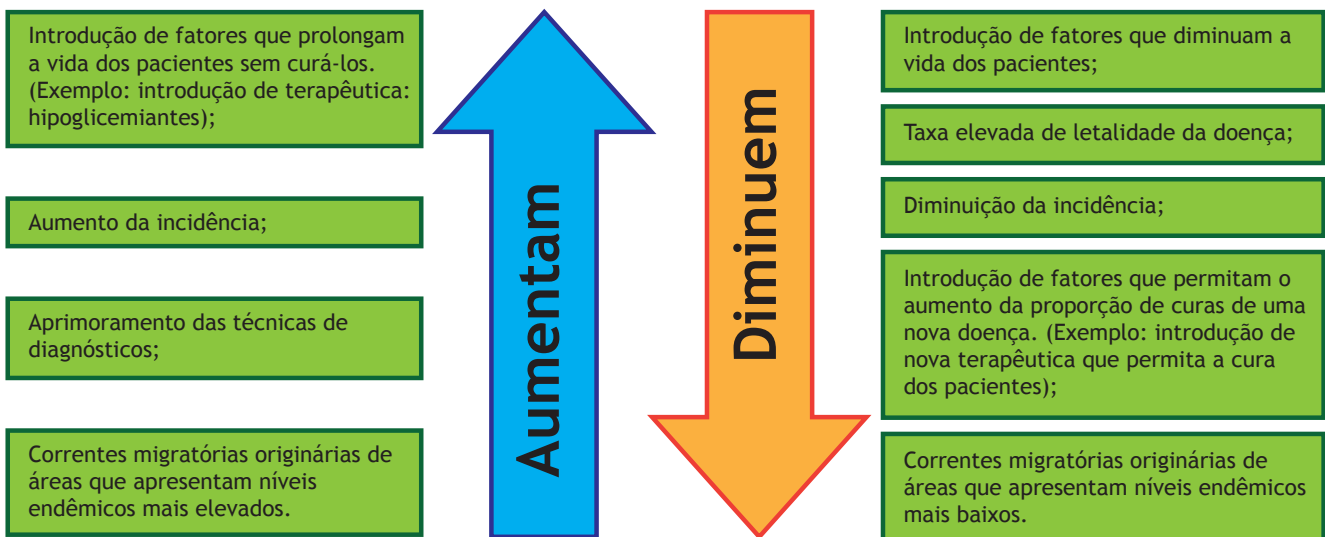 Introdução de fatores que prolongam
a vida dos pacientes sem curá-los.
(Exemplo: introdução de terapêutica:
hipoglicemiantes);
Aumento da incidência;
Aprimoramento das técnicas de
diagnósticos;
Correntes migratórias originárias de
áreas que apresentam níveis
endêmicos mais elevados.
Aumentam
Diminuem
Introdução de fatores que diminuam a
vida dos pacientes;
Taxa elevada de letalidade da doença;
Diminuição da incidência;
Introdução de fatores que permitam o
aumento da proporção de curas de uma
nova doença. (Exemplo: introdução de
nova terapêutica que permita a cura
dos pacientes);
Correntes migratórias originárias de
áreas que apresentam níveis endêmicos
mais baixos.